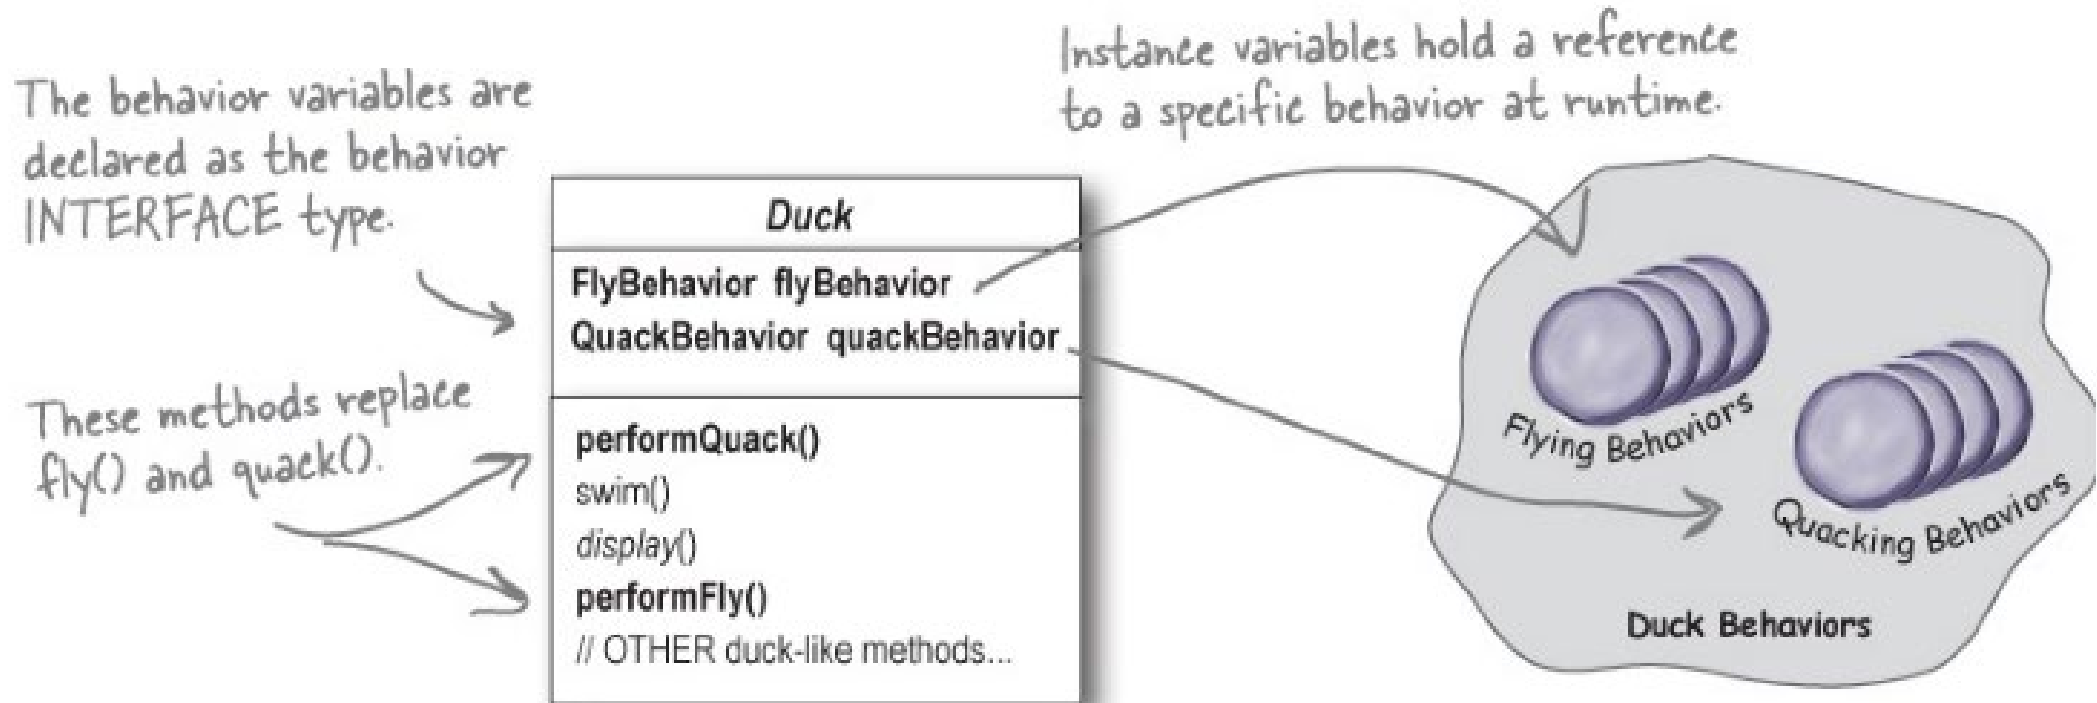 The behavior variables are
declared as the behavior
INTERFACE type.
These methods replace
fly() and quack().
Duck
FlyBehavior flyBehavior
QuackBehavior quackBehavior
performQuack()
swim()
display()
performFly()
// OTHER duck-like methods...
Instance variables hold a reference
to a specific behavior at runtime.
Flying Behaviors
Quacking Behaviors
Duck Behaviors